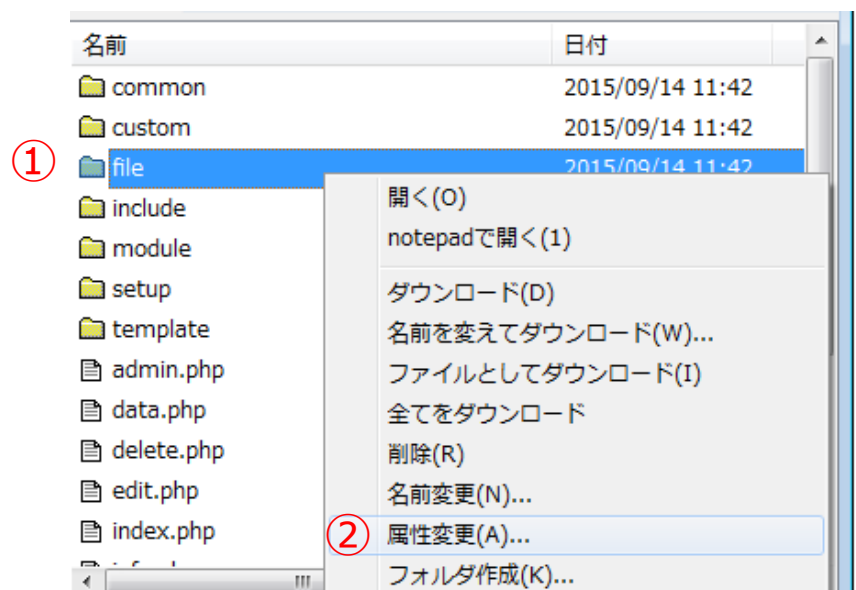 名前 日付
common 2015/09/14 11:42
custom 2015/09/14 11:42
① file 2015/09/14 11:42
include
module
setup
template
admin.php
data.php
delete.php
edit.php
index.php
開く(O)
notepadで開く(1)
ダウンロード(D)
名前を変えてダウンロード(W)...
ファイルとしてダウンロード(I)
全てをダウンロード
削除(R)
名前変更(N)...
② 属性変更(A)...
フォルダ作成(K)...